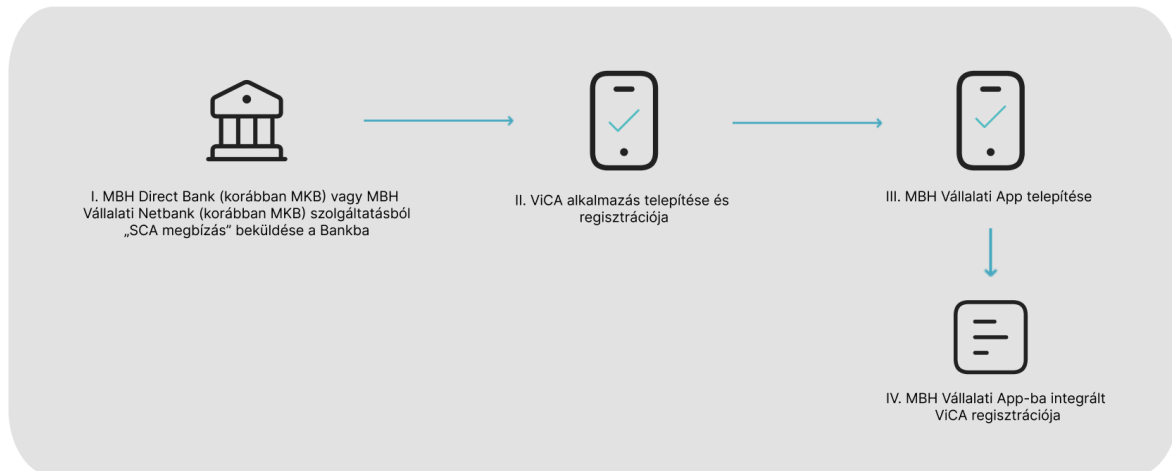 I. MBH Direct Bank (korábban MKB) vagy MBH
Vállalati Netbank (korábban MKB) szolgáltatásból
„SCA megbízás” beküldése a Bankba
II. ViCA alkalmazás telepítése és
regisztrációja
III. MBH Vállalati App telepítése
IV. MBH Vállalati App-ba integrált
ViCA regisztrációja